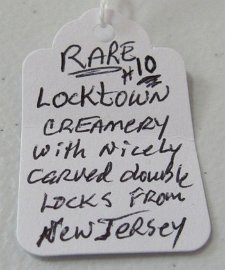 RARE
#10
LOCKTOWN
CREAMERY
with Nicely
carved double
LOCKS FROM
NEW JERSEY